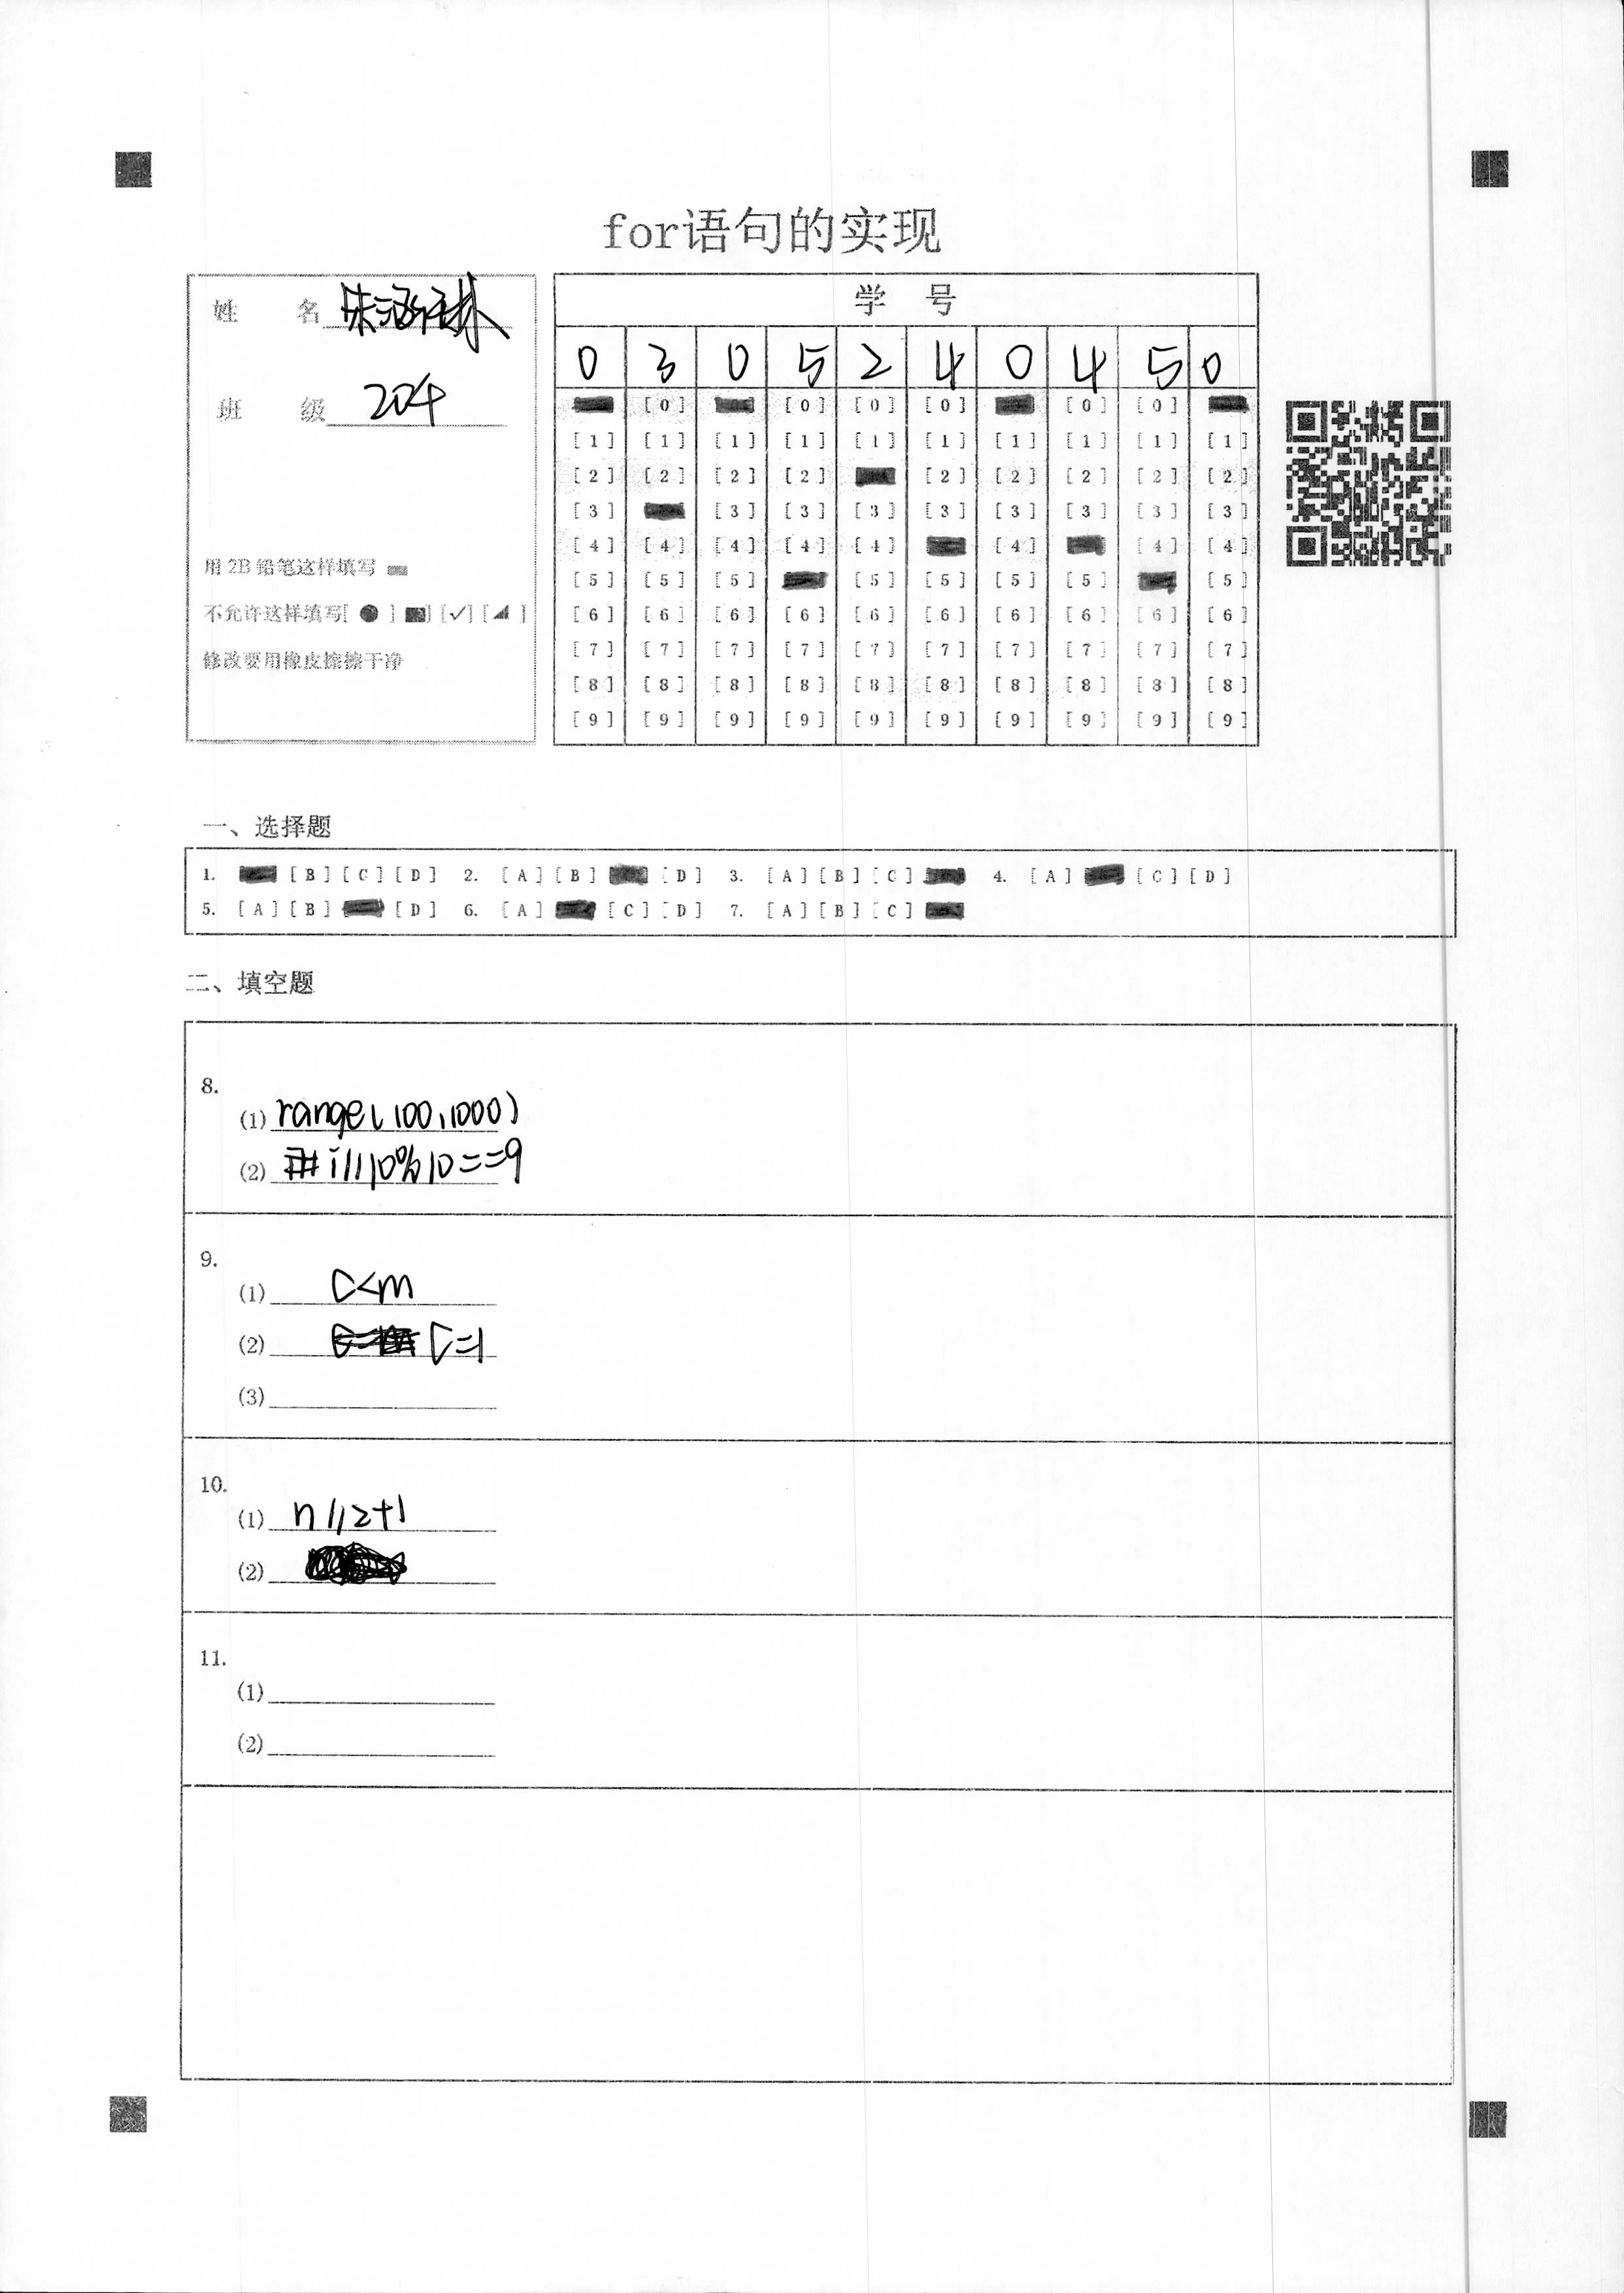 for语句的实现
姓 名
班 级 204
用 2B 铅笔这样填写
不允许这样填写[ ● ] [■] [✓] [◢ ]
修改要用橡皮擦擦干净
学 号
0 3 0 5 2 4 0 4 5 0
[0] [0] [0] [0] [0] [0]
[1] [1] [1] [1] [1] [1] [1] [1] [1] [1]
[2] [2] [2] [2] [2] [2] [2] [2] [2]
[3] [3] [3] [3] [3] [3] [3] [3] [3]
[4] [4] [4] [4] [4] [4] [4] [4]
[5] [5] [5] [5] [5] [5] [5] [5]
[6] [6] [6] [6] [6] [6] [6] [6] [6] [6]
[7] [7] [7] [7] [7] [7] [7] [7] [7] [7]
[8] [8] [8] [8] [8] [8] [8] [8] [8] [8]
[9] [9] [9] [9] [9] [9] [9] [9] [9] [9]
一、选择题
1. [B] [C] [D] 2. [A] [B] [D] 3. [A] [B] [C] 4. [A] [C] [D]
5. [A] [B] [D] 6. [A] [C] [D] 7. [A] [B] [C]
二、填空题
8.
(1) range(100,1000)
(2) i//10%10==9
9.
(1) C<m
(2) C=1
(3)
10.
(1) n//2+1
(2)
11.
(1)
(2)